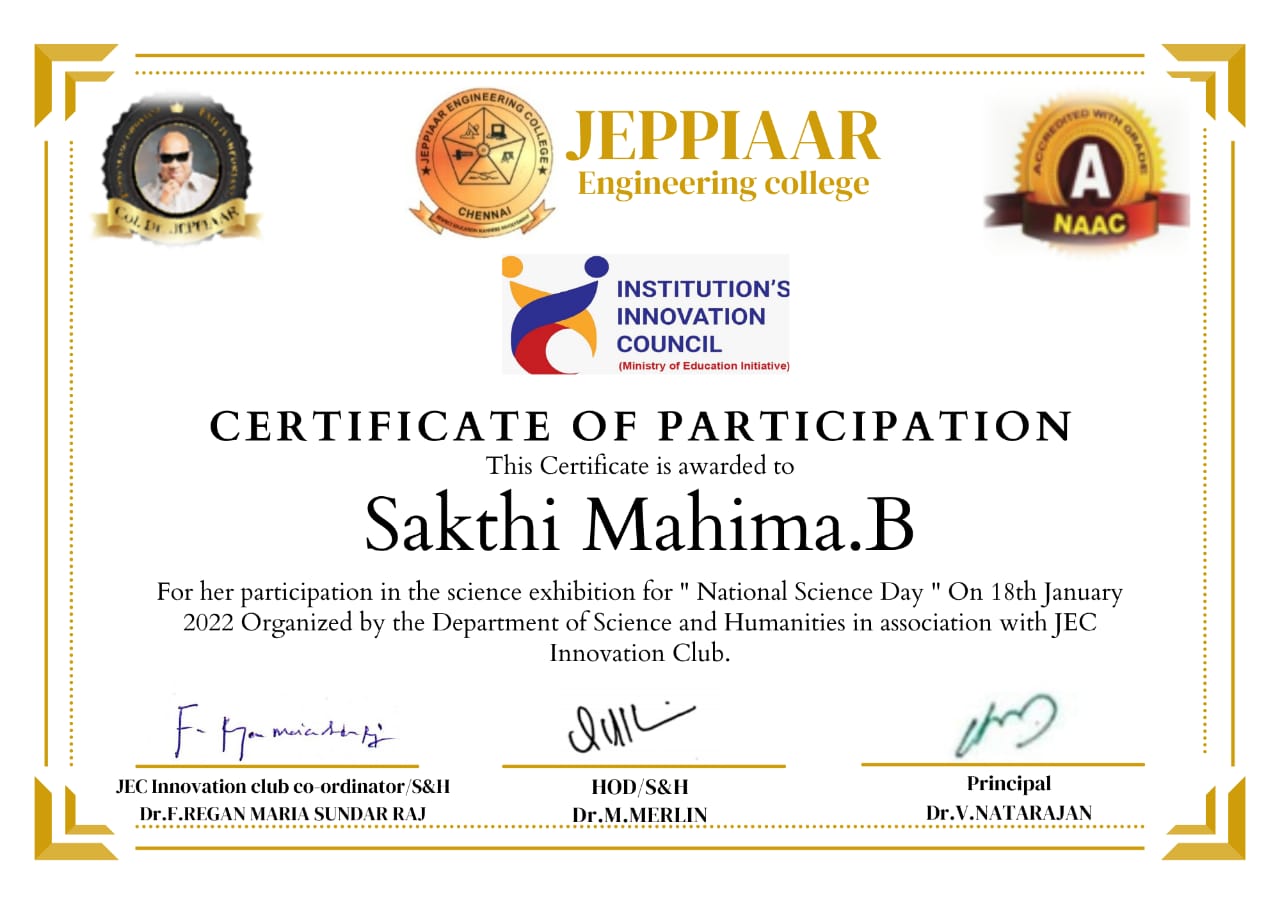 Col. Dr. JEPPIAAR
JEPPIAAR ENGINEERING COLLEGE
CHENNAI
JEPPIAAR
Engineering college
ACCREDITED WITH GRADE
A
NAAC
INSTITUTION'S
INNOVATION
COUNCIL
(Ministry of Education Initiative)
CERTIFICATE OF PARTICIPATION
This Certificate is awarded to
Sakthi Mahima.B
For her participation in the science exhibition for " National Science Day " On 18th January
2022 Organized by the Department of Science and Humanities in association with JEC
Innovation Club.
JEC Innovation club co-ordinator/S&H
Dr.F.REGAN MARIA SUNDAR RAJ
HOD/S&H
Dr.M.MERLIN
Principal
Dr.V.NATARAJAN